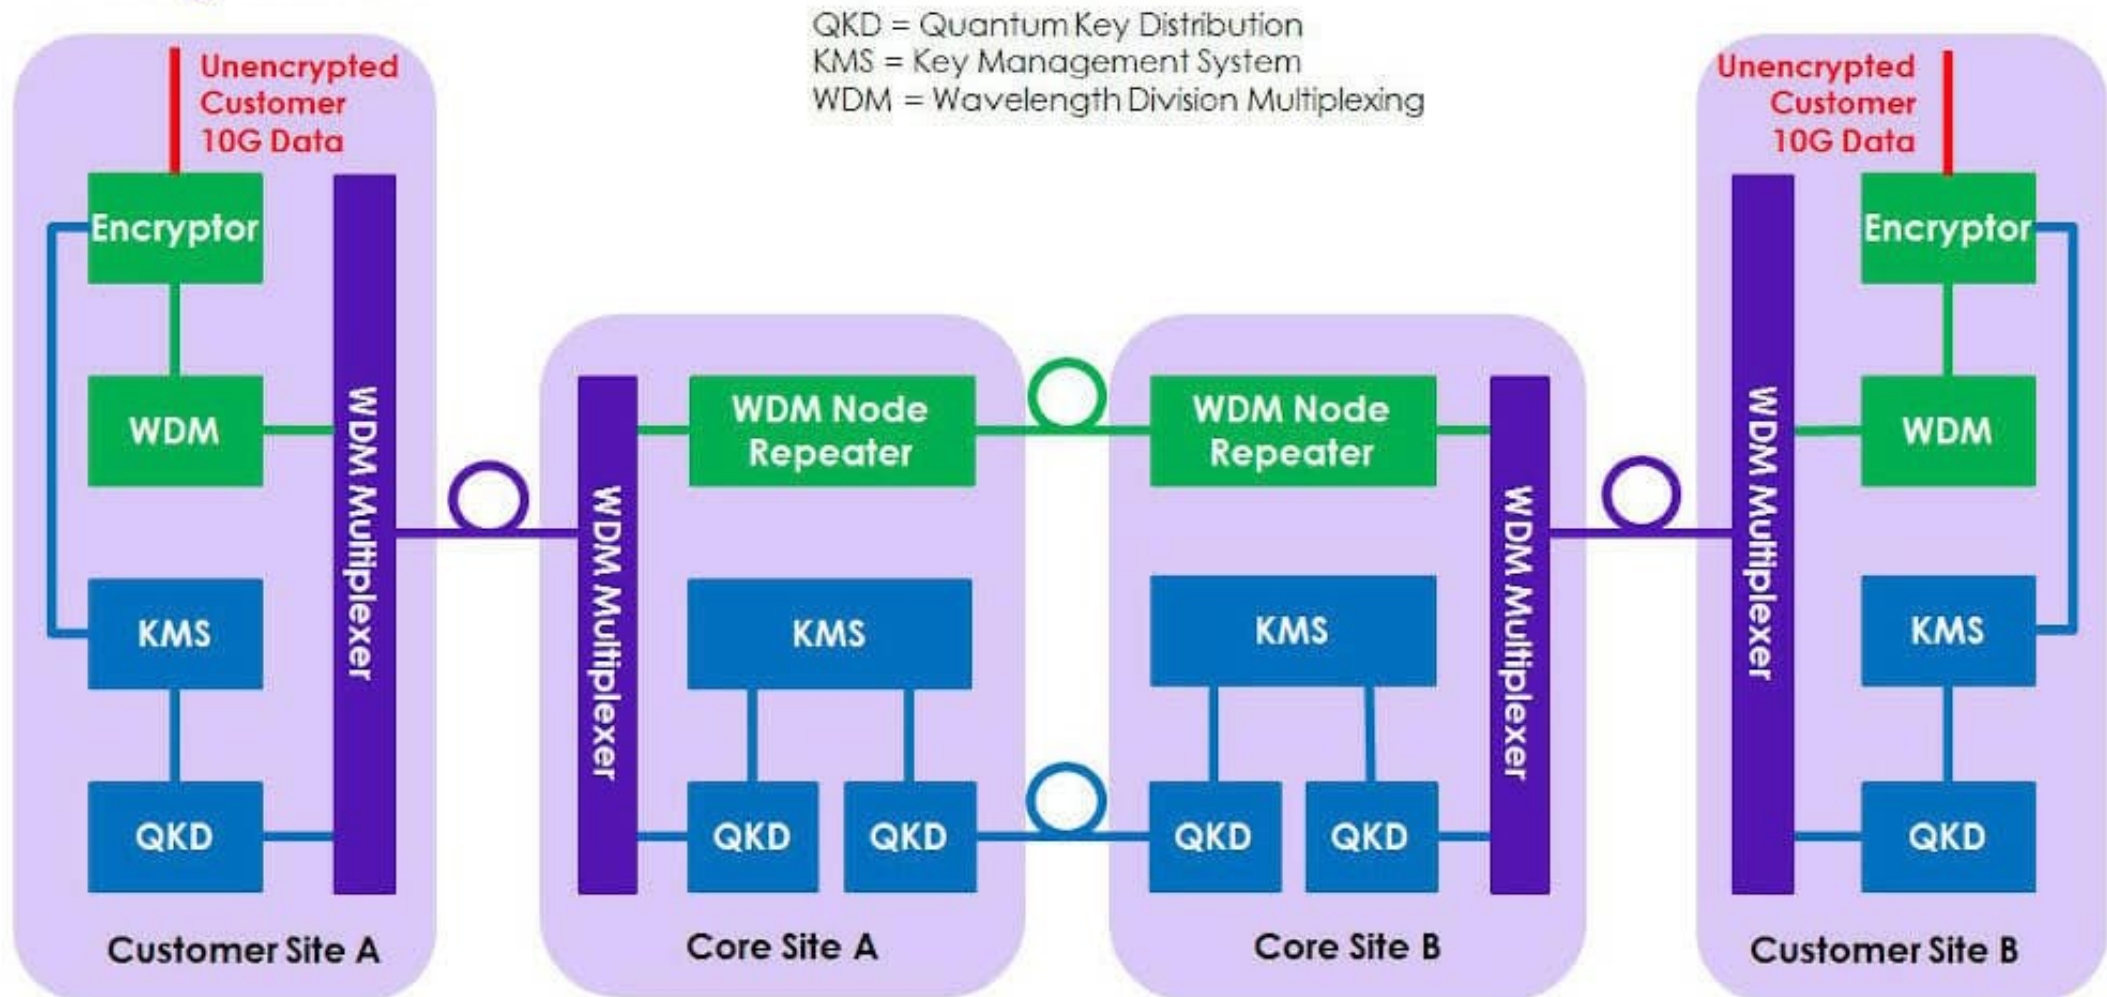 QKD = Quantum Key Distribution
KMS = Key Management System
WDM = Wavelength Division Multiplexing
Unencrypted
Customer
10G Data
Encryptor
WDM
KMS
QKD
WDM Multiplexer
Customer Site A
WDM Multiplexer
WDM Node
Repeater
KMS
QKD
QKD
Core Site A
WDM Node
Repeater
KMS
QKD
QKD
WDM Multiplexer
Core Site B
Unencrypted
Customer
10G Data
WDM Multiplexer
Encryptor
WDM
KMS
QKD
Customer Site B